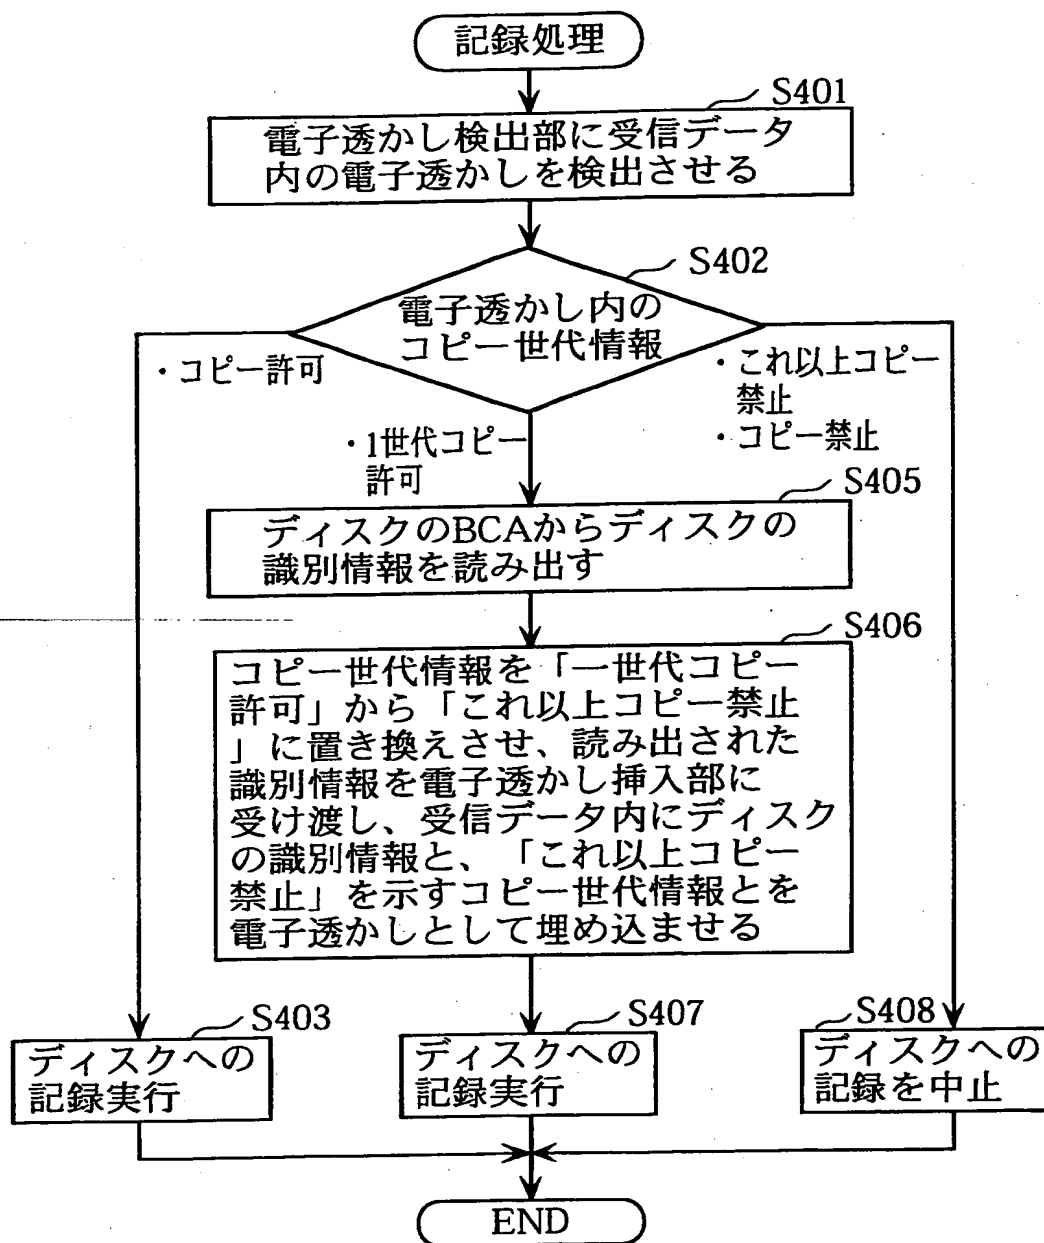 記録処理
S401
電子透かし検出部に受信データ
内の電子透かしを検出させる
S402
電子透かし内の
コピー世代情報
・コピー許可
・1世代コピー
許可
・これ以上コピー
禁止
・コピー禁止
S405
ディスクのBCAからディスクの
識別情報を読み出す
S406
コピー世代情報を「一世代コピー
許可」から「これ以上コピー禁止
」に置き換えさせ、読み出された
識別情報を電子透かし挿入部に
受け渡し、受信データ内にディスク
の識別情報と、「これ以上コピー
禁止」を示すコピー世代情報とを
電子透かしとして埋め込ませる
S403
ディスクへの
記録実行
S407
ディスクへの
記録実行
S408
ディスクへの
記録を中止
END